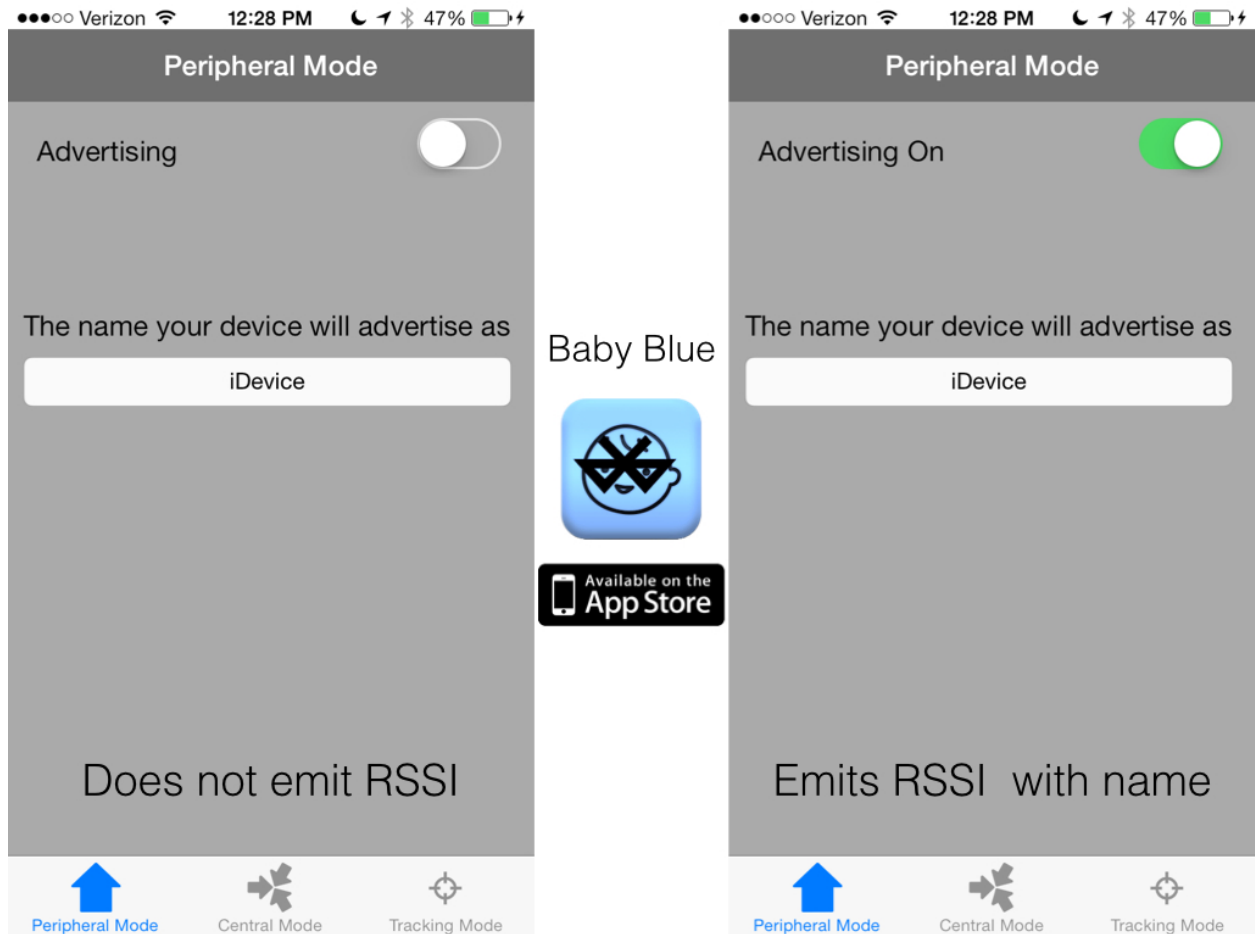 Verizon 12:28 PM 47%
Peripheral Mode
Advertising
The name your device will advertise as
iDevice
Does not emit RSSI
Peripheral Mode Central Mode Tracking Mode
Baby Blue
Available on the
App Store
Verizon 12:28 PM 47%
Peripheral Mode
Advertising On
The name your device will advertise as
iDevice
Emits RSSI with name
Peripheral Mode Central Mode Tracking Mode